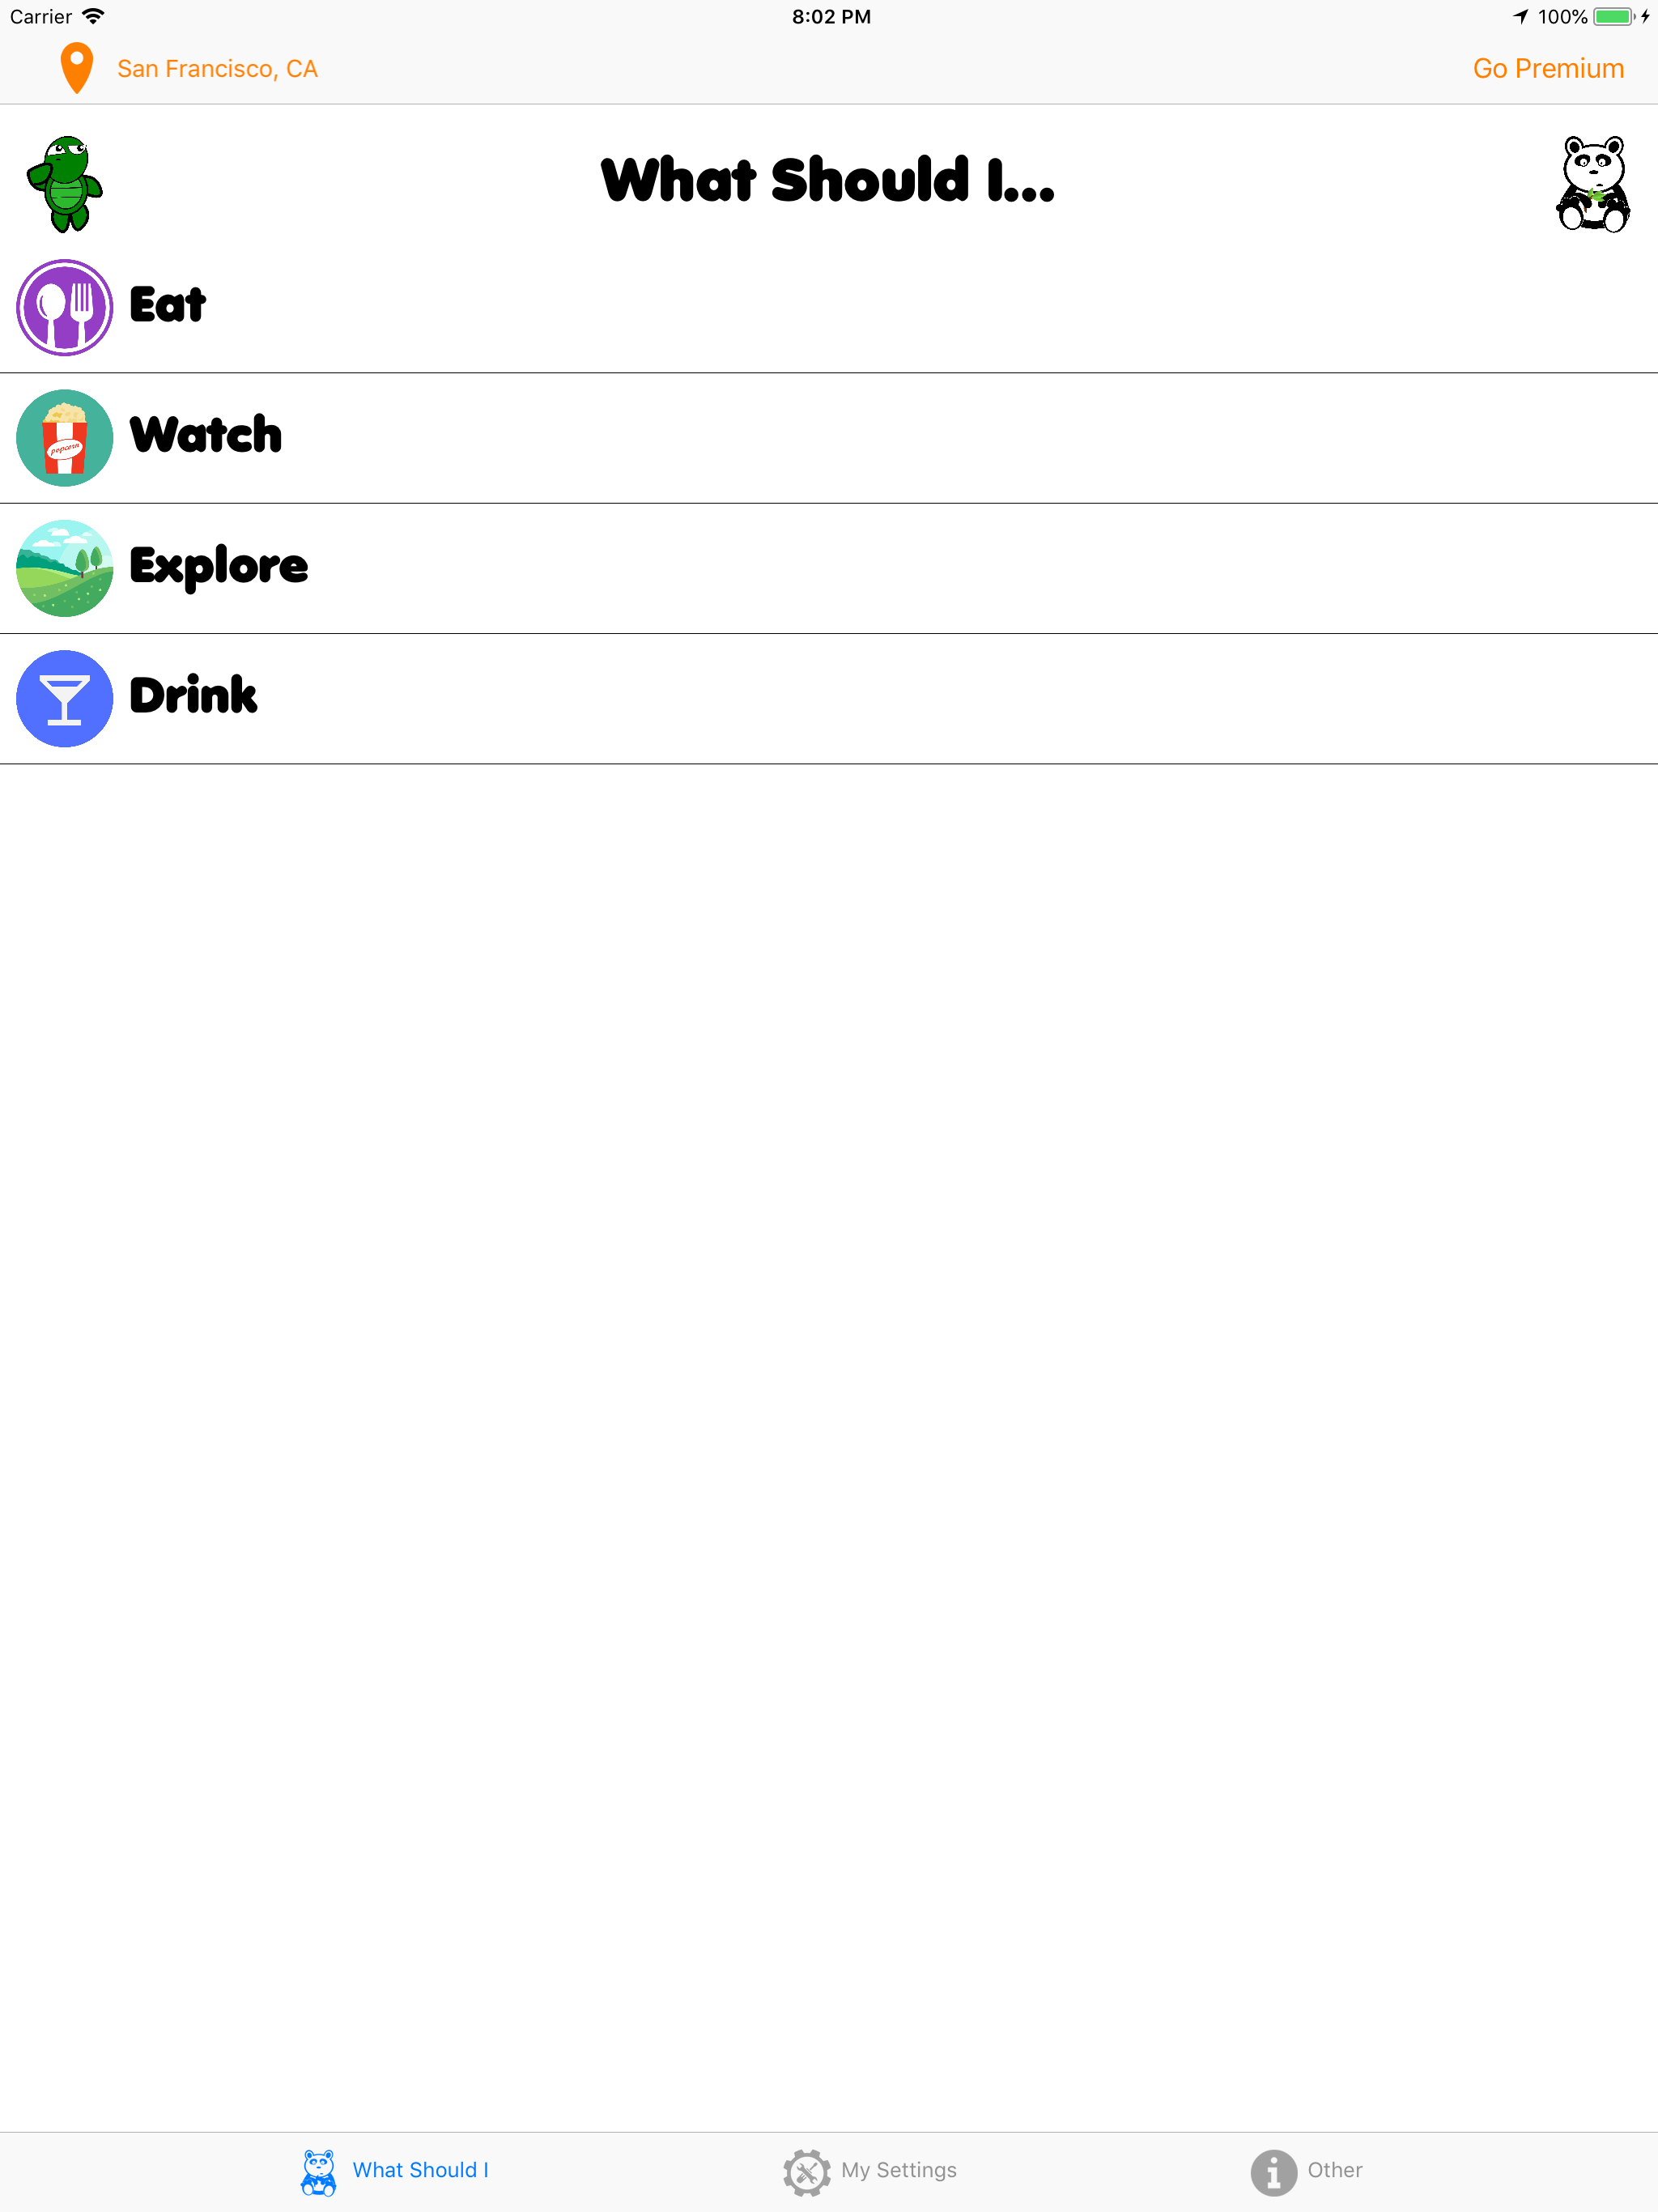 Carrier 8:02 PM 100%
San Francisco, CA Go Premium
What Should I...
Eat
popcorn
Watch
Explore
Drink
What Should I My Settings Other